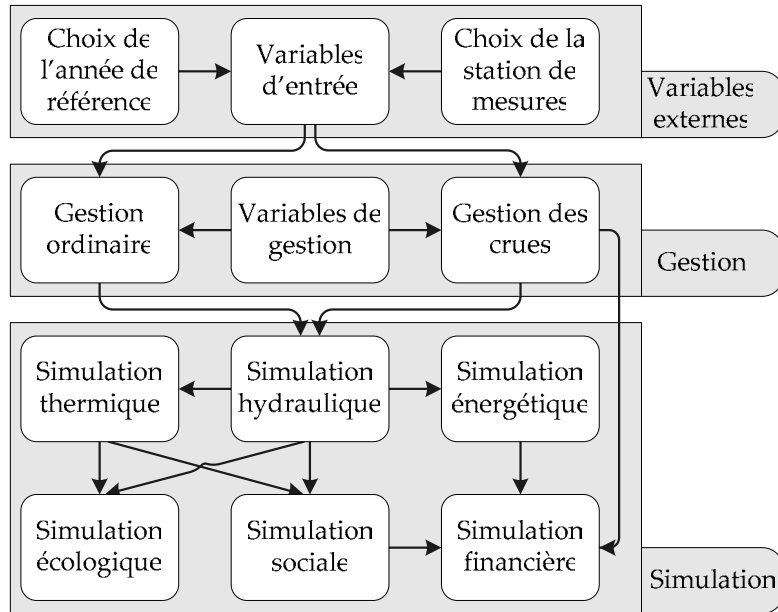 Choix de
l'année de
référence
Variables
d'entrée
Choix de la
station de
mesures
Variables
externes
Gestion
ordinaire
Variables de
gestion
Gestion des
crues
Gestion
Simulation
thermique
Simulation
hydraulique
Simulation
énergétique
Simulation
écologique
Simulation
sociale
Simulation
financière
Simulation